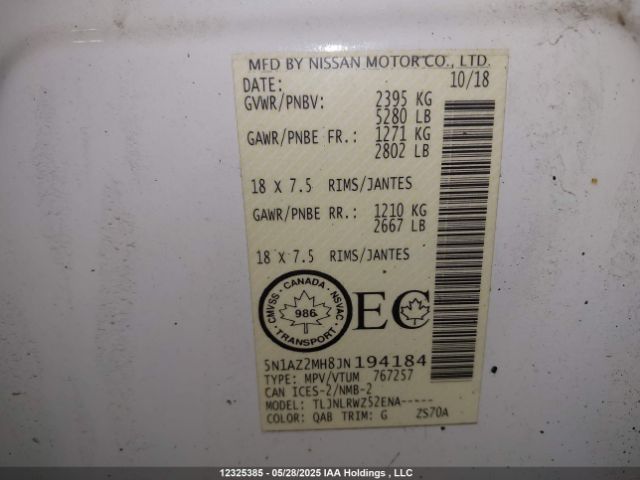 MFD BY NISSAN MOTOR CO., LTD.
DATE: 10/18
GVWR/PNBV: 2395 KG
5280 LB
GAWR/PNBE FR.: 1271 KG
2802 LB
18 X 7.5 RIMS/JANTES
GAWR/PNBE RR.: 1210 KG
2667 LB
18 X 7.5 RIMS/JANTES
CANADA
CMVSS - NSVAC
986
TRANSPORT
EC
5N1AZ2MH8JN194184
TYPE: MPV/VTUM 767257
CAN ICES-2/NMB-2
MODEL: TLJNLRWZ52ENA-----
COLOR: QAB TRIM: G ZS70A
12325385 - 05/28/2025 IAA Holdings , LLC